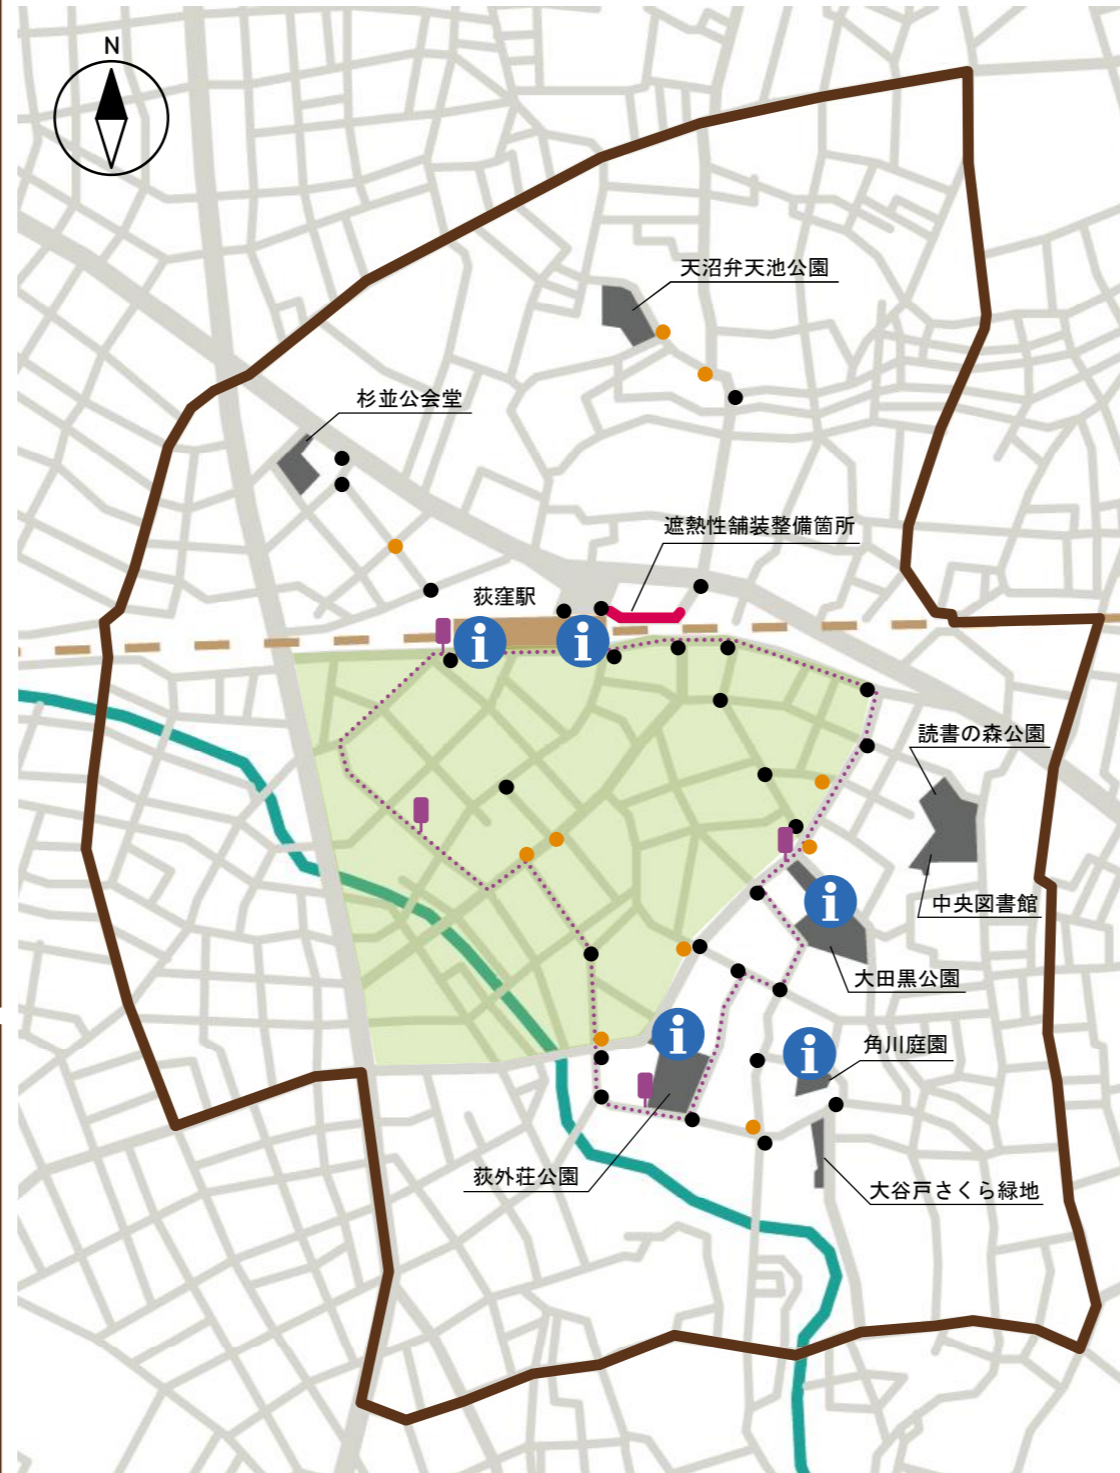 N
天沼弁天池公園
杉並公会堂
遮熱性舗装整備箇所
荻窪駅
i
i
読書の森公園
i
中央図書館
大田黒公園
i
i
角川庭園
荻外荘公園
大谷戸さくら緑地